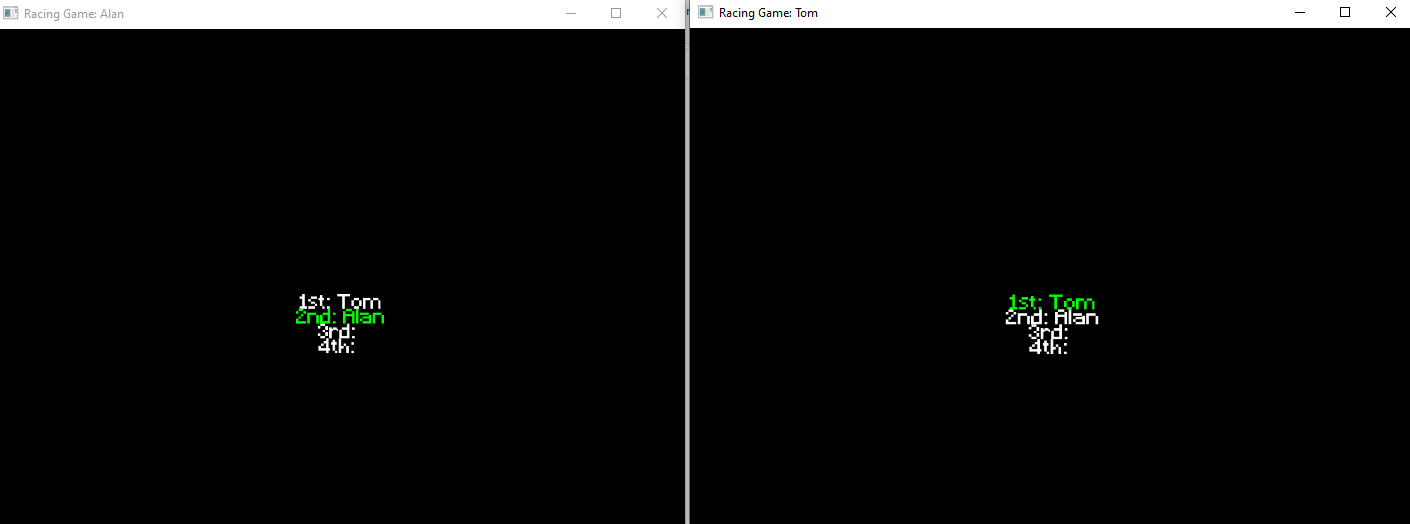 Racing Game: Alan
Racing Game: Tom
1st: Tom
2nd: Alan
3rd:
4th:
1st: Tom
2nd: Alan
3rd:
4th: